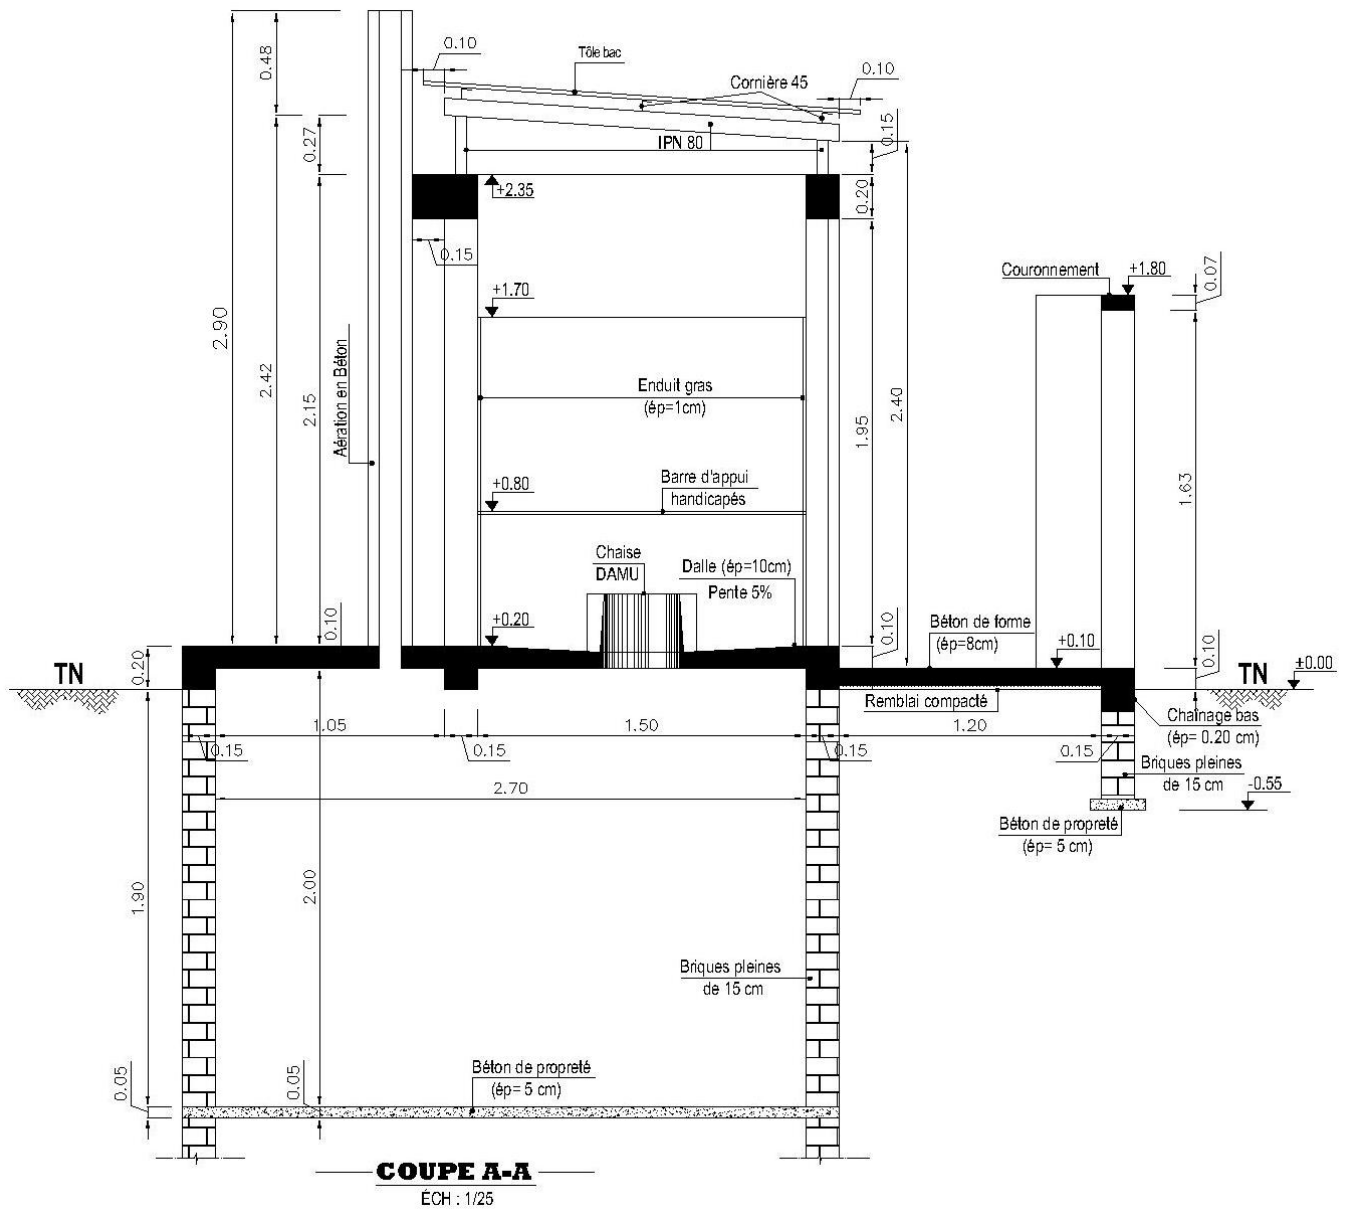 0.10
Tôle bac
0.48
Cornière 45
0.10
0.27
IPN 80
0.15
+2.35
0.20
0.15
Couronnement
+1.80
0.07
+1.70
2.90
2.42
2.15
Aération en Béton
Enduit gras
(ép=1cm)
1.95
2.40
1.63
+0.80
Barre d'appui
handicapés
Chaise
DAMU
Dalle (ép=10cm)
Pente 5%
0.10
+0.20
0.10
Béton de forme
(ép=8cm)
+0.10
0.20
TN
0.10
TN
±0.00
Remblai compacté
Chaînage bas
(ép= 0.20 cm)
0.15
1.05
0.15
1.50
0.15
1.20
0.15
Briques pleines
de 15 cm
-0.55
2.70
Béton de propreté
(ép= 5 cm)
1.90
2.00
Briques pleines
de 15 cm
0.05
0.05
Béton de propreté
(ép= 5 cm)
COUPE A-A
ÉCH : 1/25